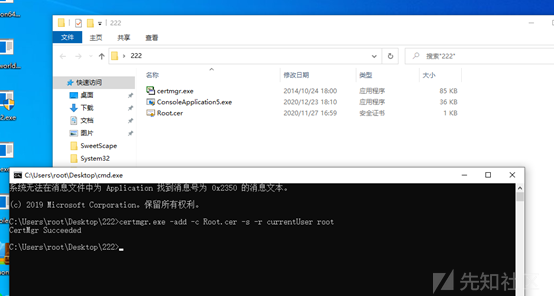 on64...
222
文件
主页
共享
查看
222
搜索"222"
名称
修改日期
类型
大小
快速访问
桌面
下载
文档
图片
SweetScape
System32
certmgr.exe
2014/10/24 18:00
应用程序
85 KB
ConsoleApplication5.exe
2020/12/23 18:10
应用程序
36 KB
Root.cer
2020/11/27 16:59
安全证书
1 KB
C:\Users\root\Desktop\cmd.exe
系统无法在消息文件中为 Application 找到消息号为 0x2350 的消息文本。
(c) 2019 Microsoft Corporation。保留所有权利。
C:\Users\root\Desktop\222>certmgr.exe -add -c Root.cer -s -r currentUser root
CertMgr Succeeded
C:\Users\root\Desktop\222>
先知社区